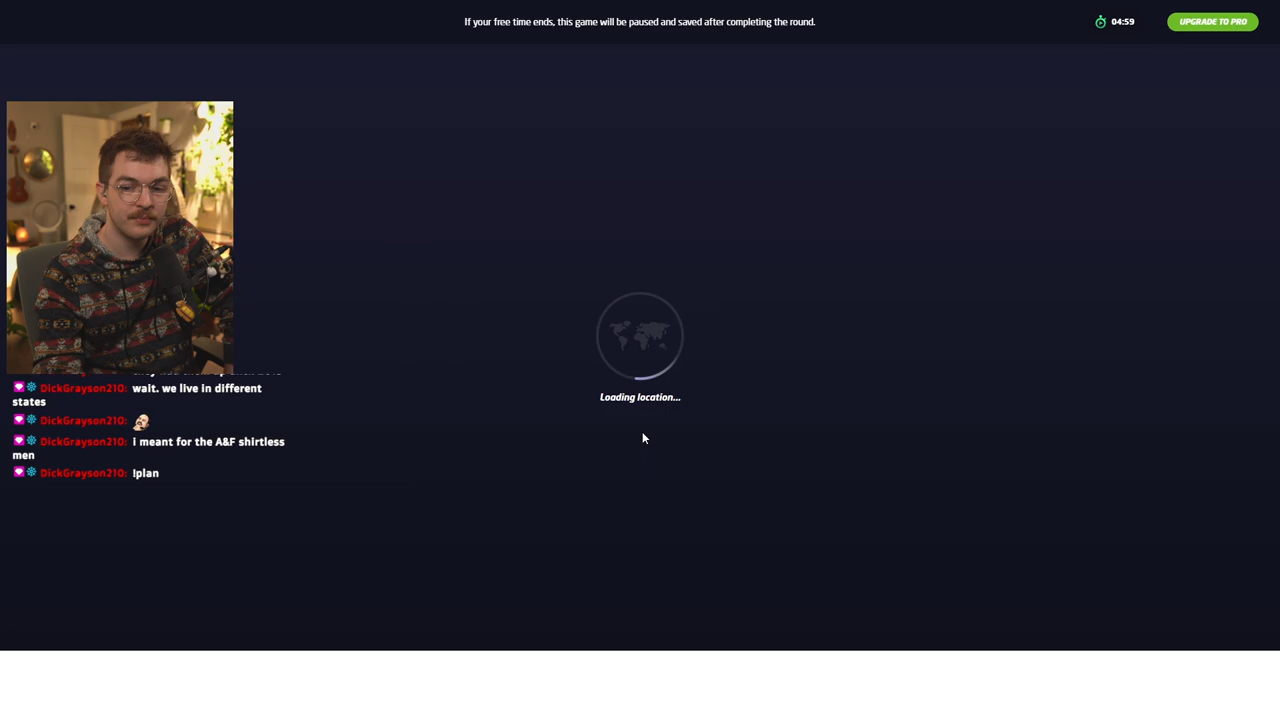 If your free time ends, this game will be paused and saved after completing the round.
04:59
UPGRADE TO PRO
DickGrayson210: wait. we live in different
states
DickGrayson210:
DickGrayson210: i meant for the A&F shirtless
men
DickGrayson210: !plan
Loading location...